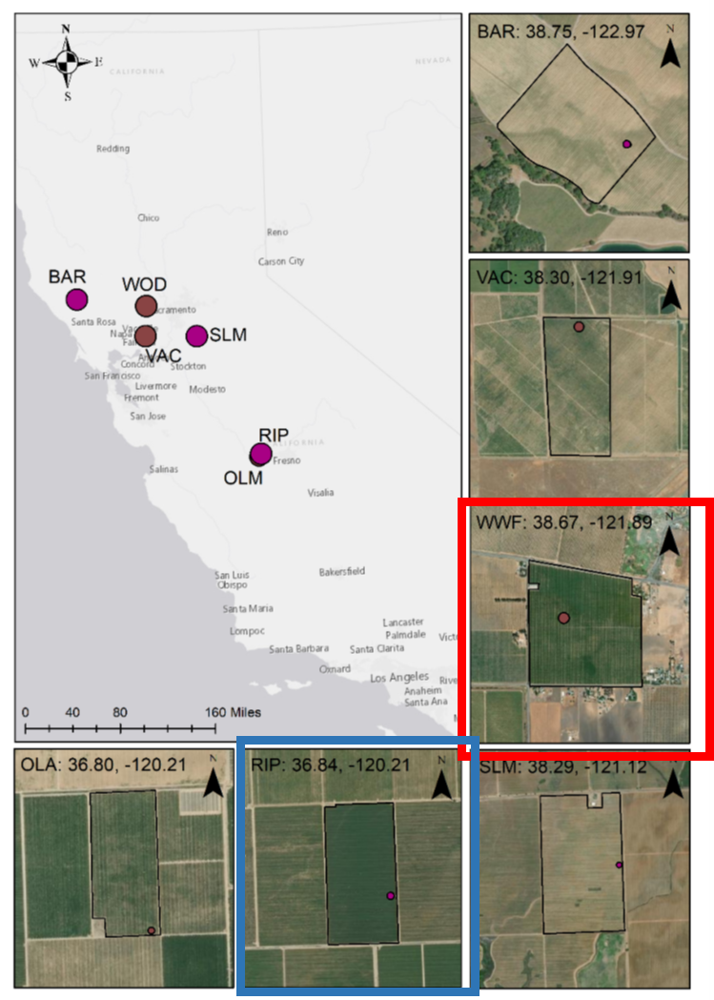 N
W E
S
CALIFORNIA
NEVADA
Redding
Chico
Reno
Carson City
BAR
WOD
Sacramento
Santa Rosa
Napa
SLM
VAC
Concord
Stockton
San Francisco
Livermore
Modesto
Fremont
San Jose
RIP
CALIFORNIA
Fresno
OLM
Salinas
Visalia
San Luis
Obispo
Bakersfield
Santa Maria
Lompoc
Lancaster
Palmdale
Santa Barbara
Santa Clarita
Oxnard
Los Angeles
Anaheim
Santa Ana
0 40 80 160 Miles
BAR: 38.75, -122.97
N
VAC: 38.30, -121.91
N
WWF: 38.67, -121.89
N
OLA: 36.80, -120.21
N
RIP: 36.84, -120.21
N
SLM: 38.29, -121.12
N